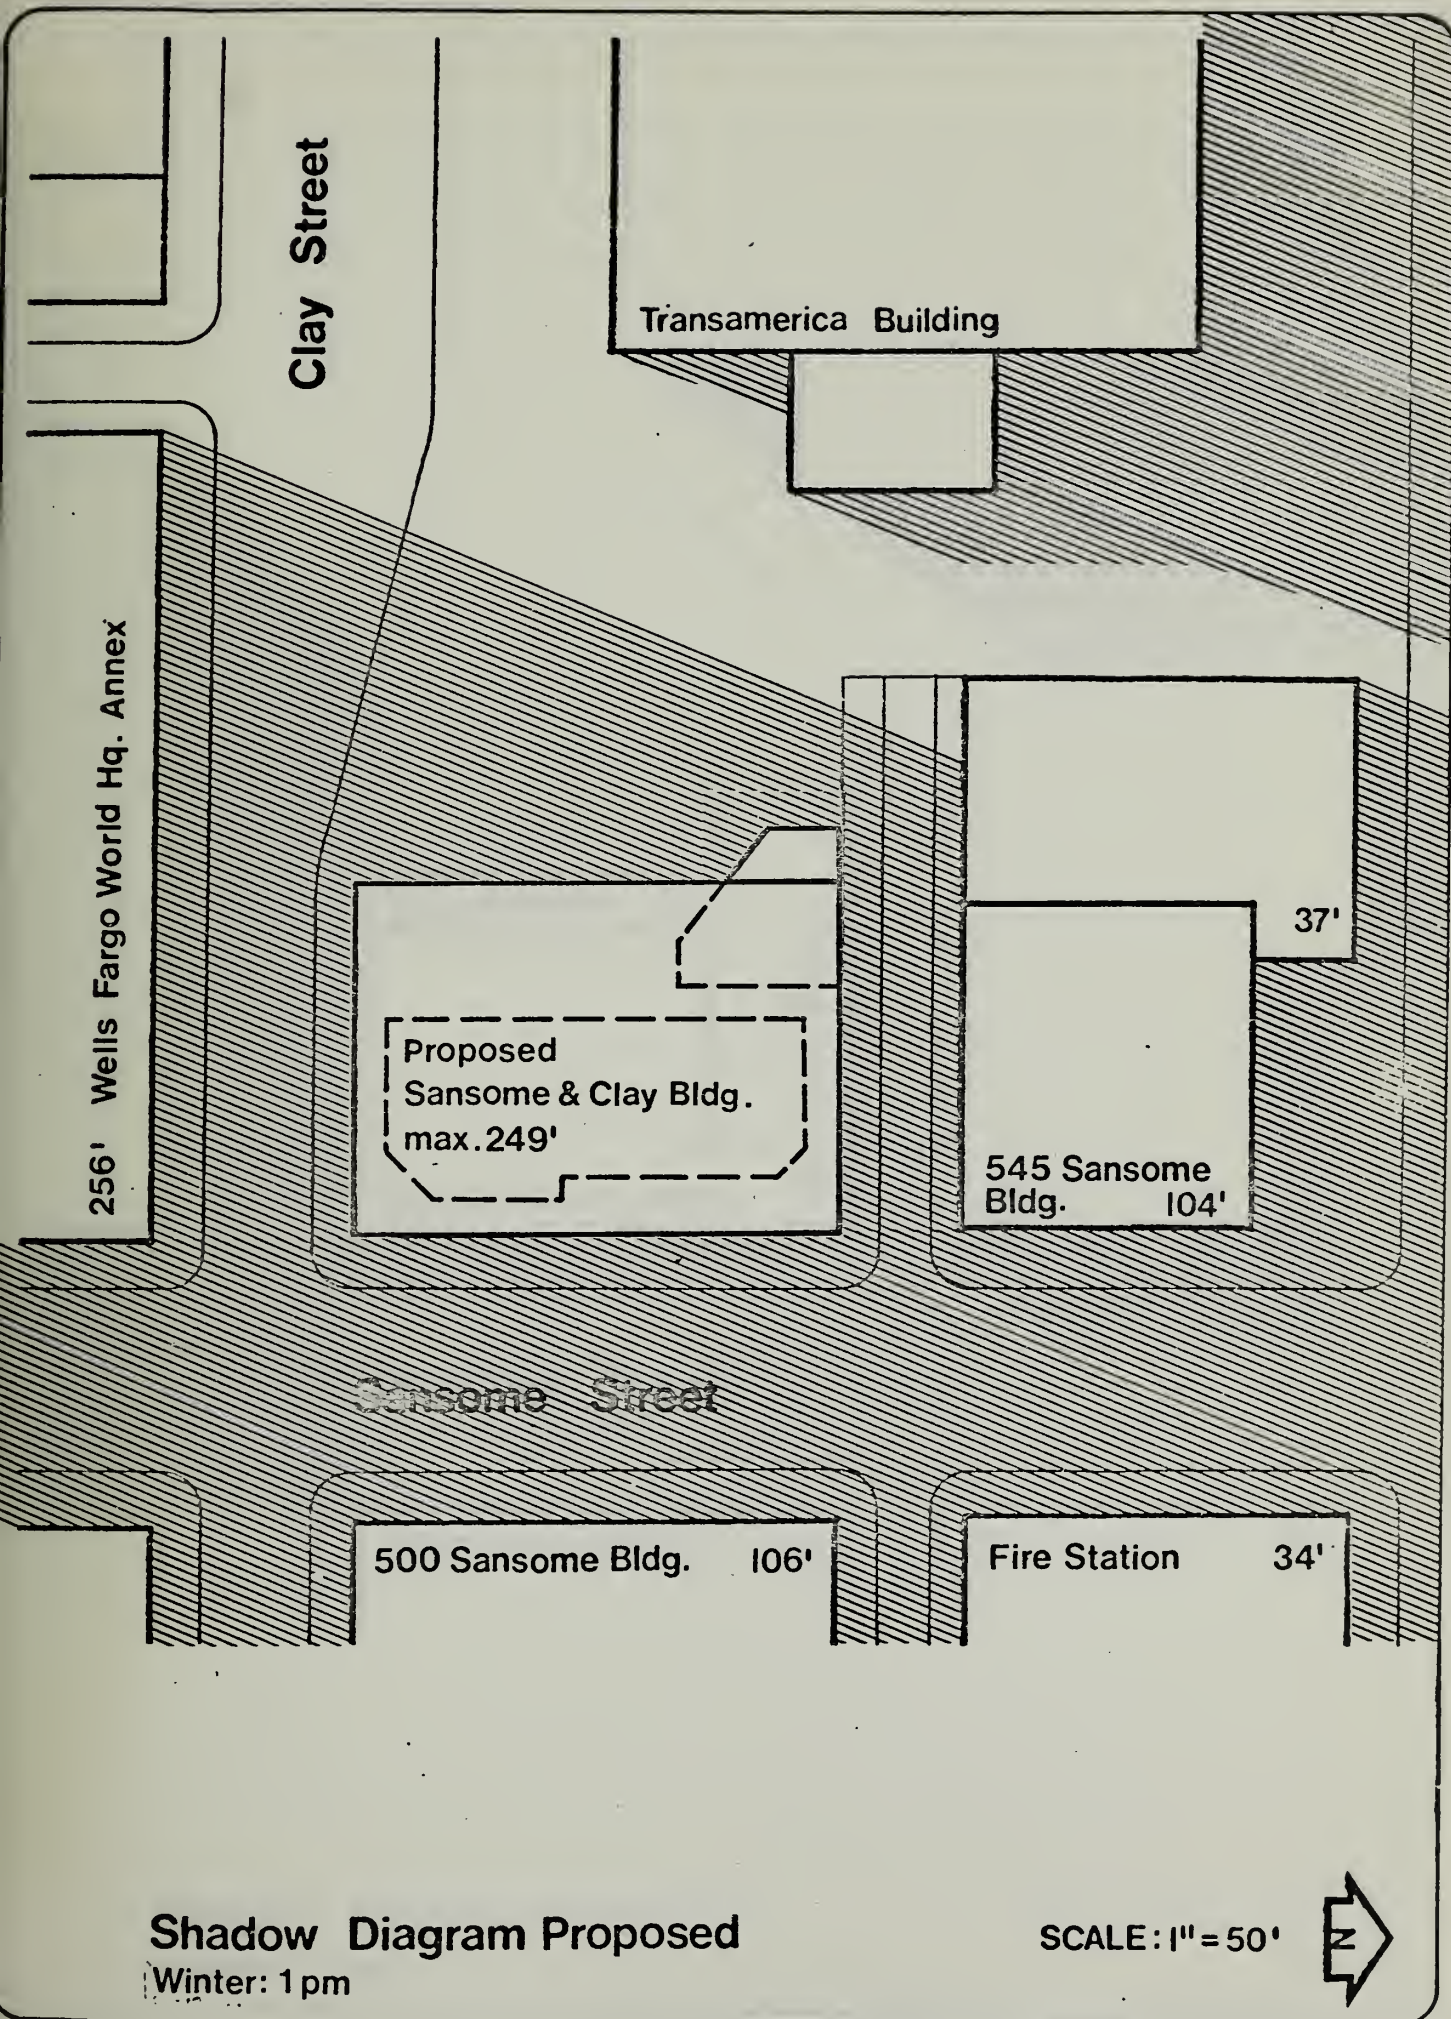 Clay Street
Transamerica Building
256' Wells Fargo World Hq. Annex
37'
Proposed
Sansome & Clay Bldg.
max. 249'
545 Sansome
Bldg. 104'
Sansome Street
500 Sansome Bldg. 106'
Fire Station 34'
Shadow Diagram Proposed
Winter: 1 pm
SCALE: 1" = 50'
N